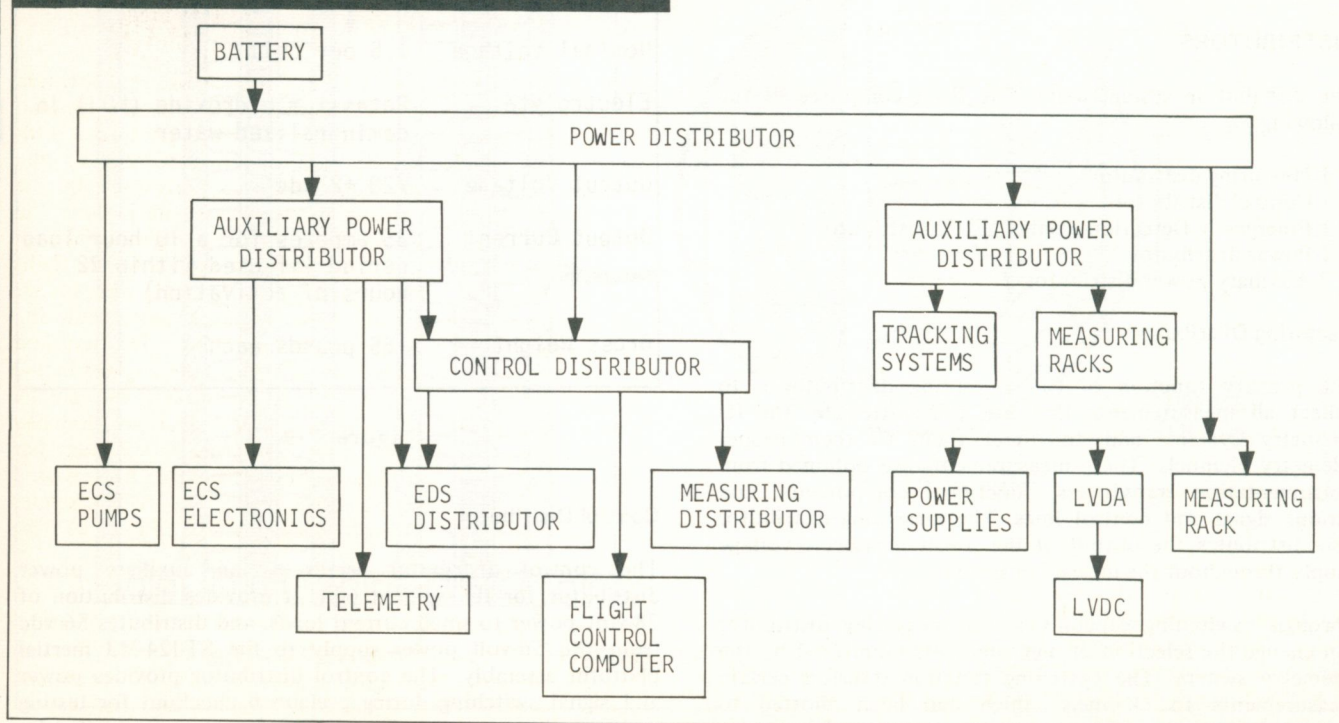 BATTERY
POWER DISTRIBUTOR
AUXILIARY POWER
DISTRIBUTOR
AUXILIARY POWER
DISTRIBUTOR
TRACKING
SYSTEMS
MEASURING
RACKS
CONTROL DISTRIBUTOR
ECS
PUMPS
ECS
ELECTRONICS
EDS
DISTRIBUTOR
MEASURING
DISTRIBUTOR
POWER
SUPPLIES
LVDA
MEASURING
RACK
TELEMETRY
FLIGHT
CONTROL
COMPUTER
LVDC